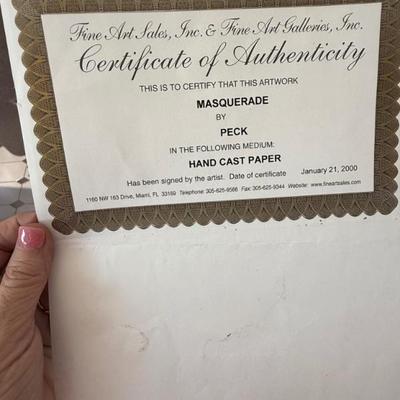 Fine Art Sales, Inc. & Fine Art Galleries, Inc.
Certificate of Authenticity
THIS IS TO CERTIFY THAT THIS ARTWORK
MASQUERADE
BY
PECK
IN THE FOLLOWING MEDIUM:
HAND CAST PAPER
Has been signed by the artist. Date of certificate January 21, 2000
1160 NW 163 Drive, Miami, FL 33169 Telephone: 305-625-9566 Fax: 305-625-9344 Website: www.fineartsales.com